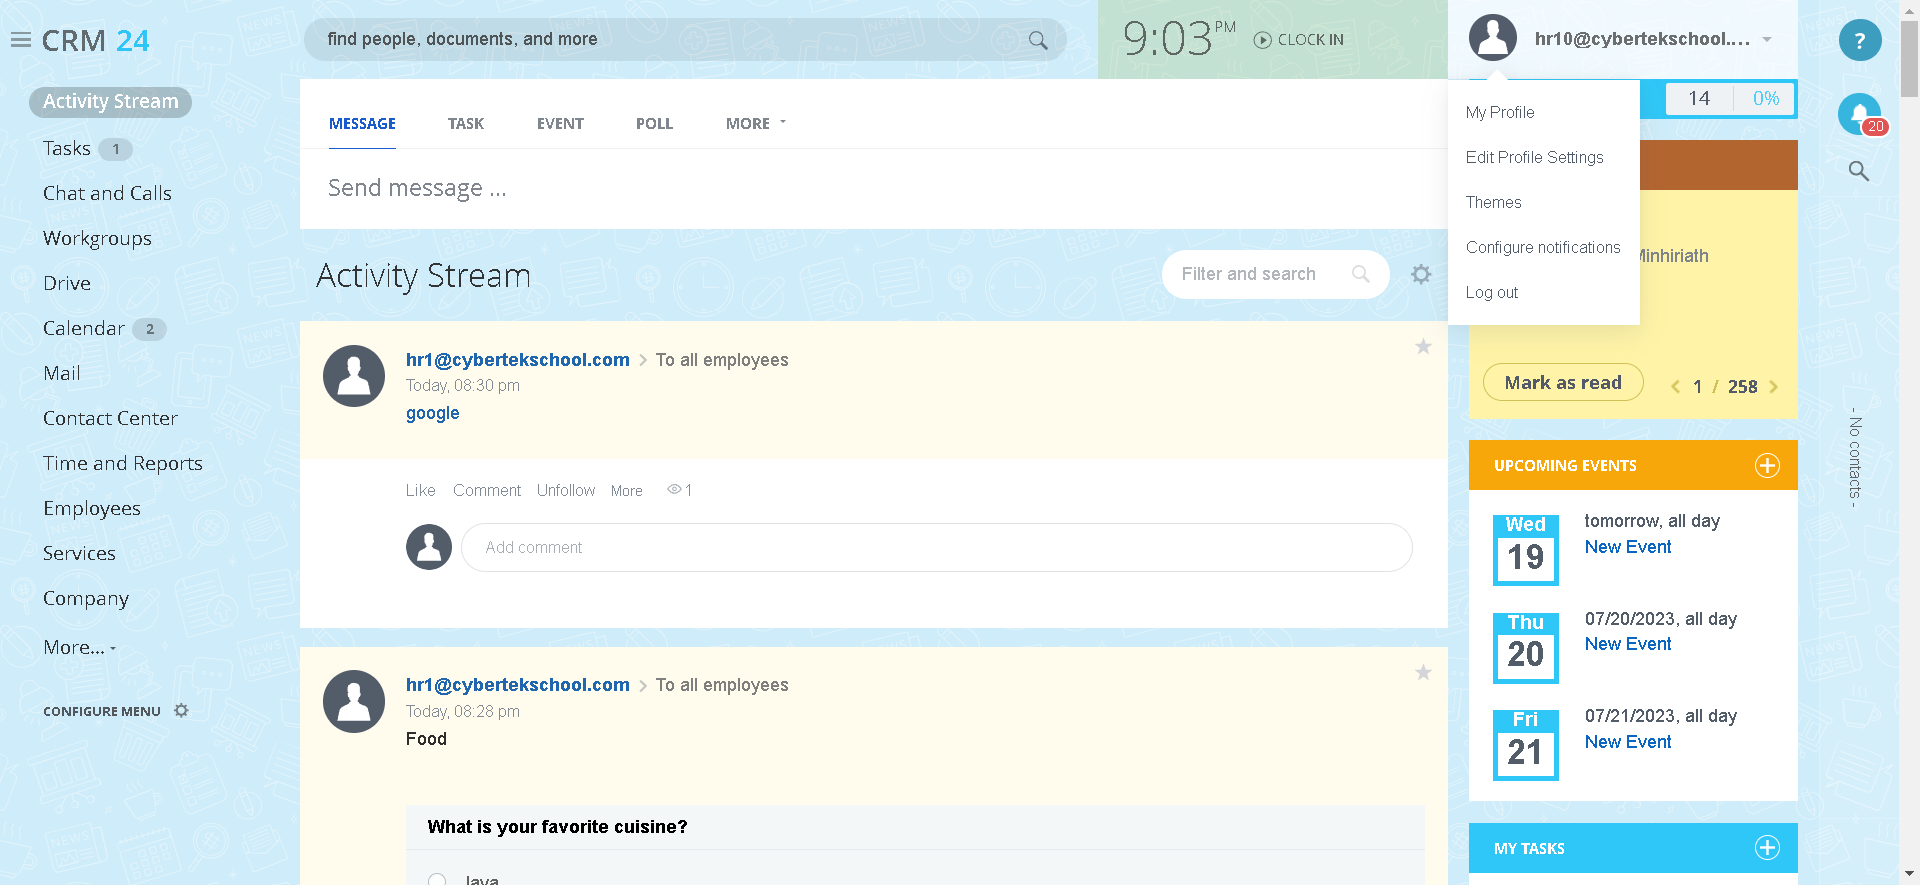 CRM 24
find people, documents, and more
9:03 PM
CLOCK IN
hr10@cybertekschool....
?
20
Activity Stream
Tasks 1
Chat and Calls
Workgroups
Drive
Calendar 2
Mail
Contact Center
Time and Reports
Employees
Services
Company
More...
CONFIGURE MENU
MESSAGE TASK EVENT POLL MORE
Send message ...
Activity Stream
Filter and search
hr1@cybertekschool.com > To all employees
Today, 08:30 pm
google
Like Comment Unfollow More 1
Add comment
hr1@cybertekschool.com > To all employees
Today, 08:28 pm
Food
What is your favorite cuisine?
Java
My Profile
Edit Profile Settings
Themes
Configure notifications
Log out
14 0%
Minhiriath
Mark as read
1 / 258
UPCOMING EVENTS
Wed
19
tomorrow, all day
New Event
Thu
20
07/20/2023, all day
New Event
Fri
21
07/21/2023, all day
New Event
MY TASKS
- No contacts -